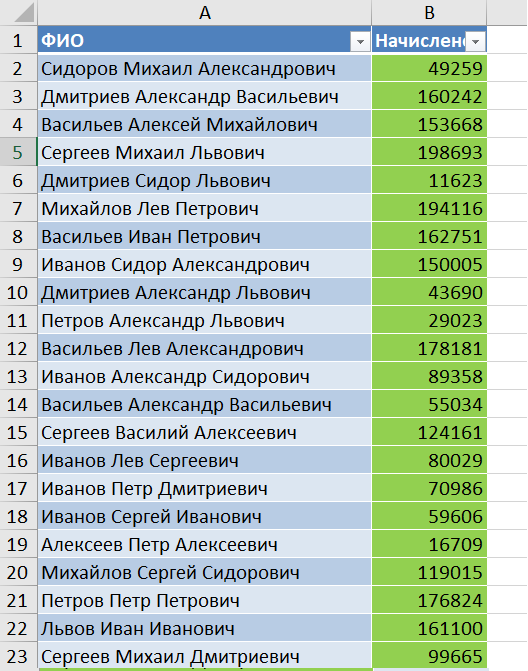 A B
1 ФИО Начислено
2 Сидоров Михаил Александрович 49259
3 Дмитриев Александр Васильевич 160242
4 Васильев Алексей Михайлович 153668
5 Сергеев Михаил Львович 198693
6 Дмитриев Сидор Львович 11623
7 Михайлов Лев Петрович 194116
8 Васильев Иван Петрович 162751
9 Иванов Сидор Александрович 150005
10 Дмитриев Александр Львович 43690
11 Петров Александр Львович 29023
12 Васильев Лев Александрович 178181
13 Иванов Александр Сидорович 89358
14 Васильев Александр Васильевич 55034
15 Сергеев Василий Алексеевич 124161
16 Иванов Лев Сергеевич 80029
17 Иванов Петр Дмитриевич 70986
18 Иванов Сергей Иванович 59606
19 Алексеев Петр Алексеевич 16709
20 Михайлов Сергей Сидорович 119015
21 Петров Петр Петрович 176824
22 Львов Иван Иванович 161100
23 Сергеев Михаил Дмитриевич 99665